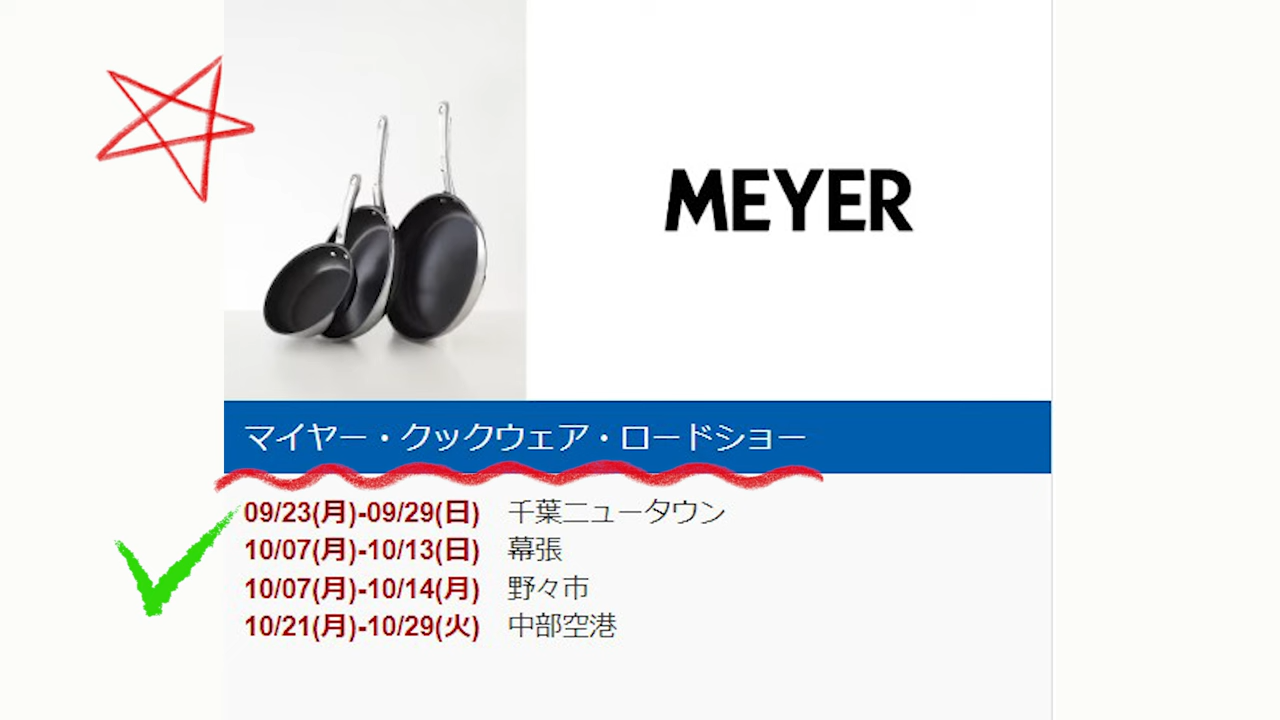 MEYER
マイヤー・クックウェア・ロードショー
09/23(月)-09/29(日) 千葉ニュータウン
10/07(月)-10/13(日) 幕張
10/07(月)-10/14(月) 野々市
10/21(月)-10/29(火) 中部空港